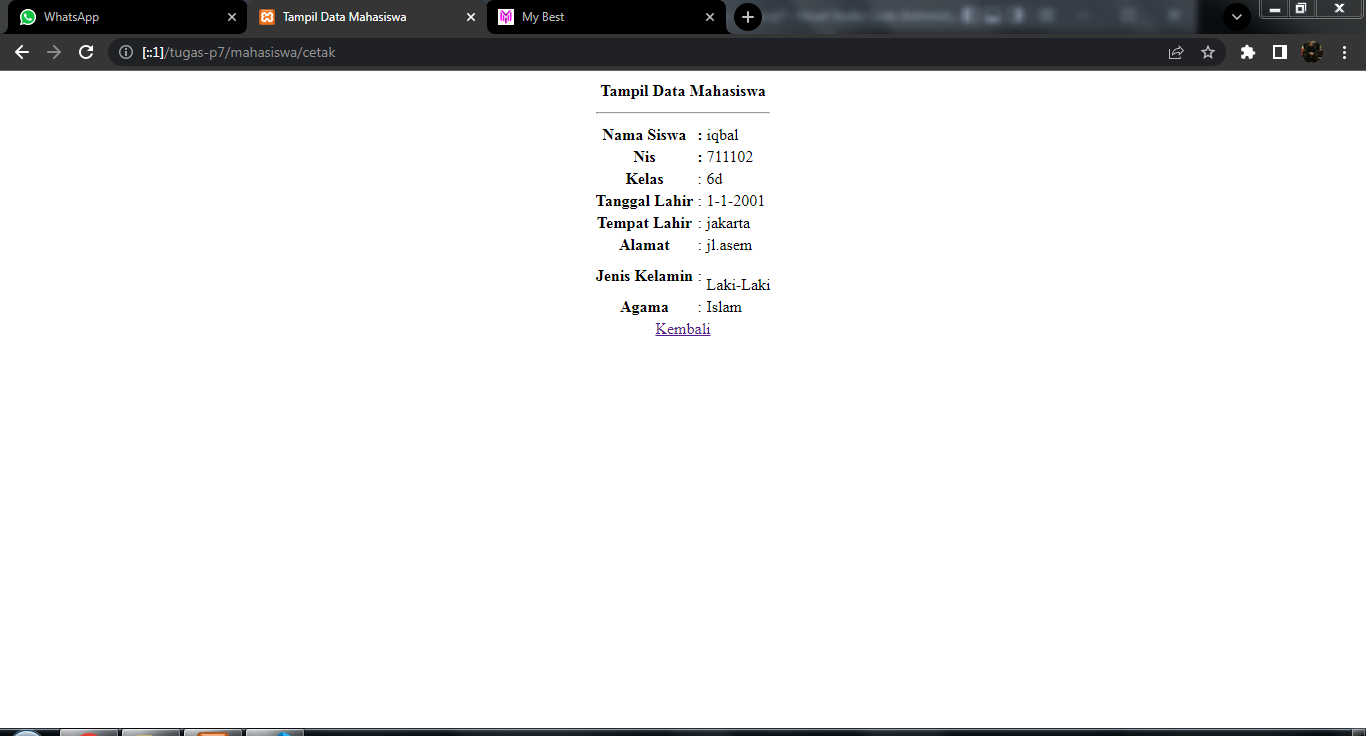 WhatsApp
Tampil Data Mahasiswa
My Best
[::1]/tugas-p7/mahasiswa/cetak
Tampil Data Mahasiswa
Nama Siswa : iqbal
Nis : 711102
Kelas : 6d
Tanggal Lahir : 1-1-2001
Tempat Lahir : jakarta
Alamat : jl.asem
Jenis Kelamin : Laki-Laki
Agama : Islam
Kembali